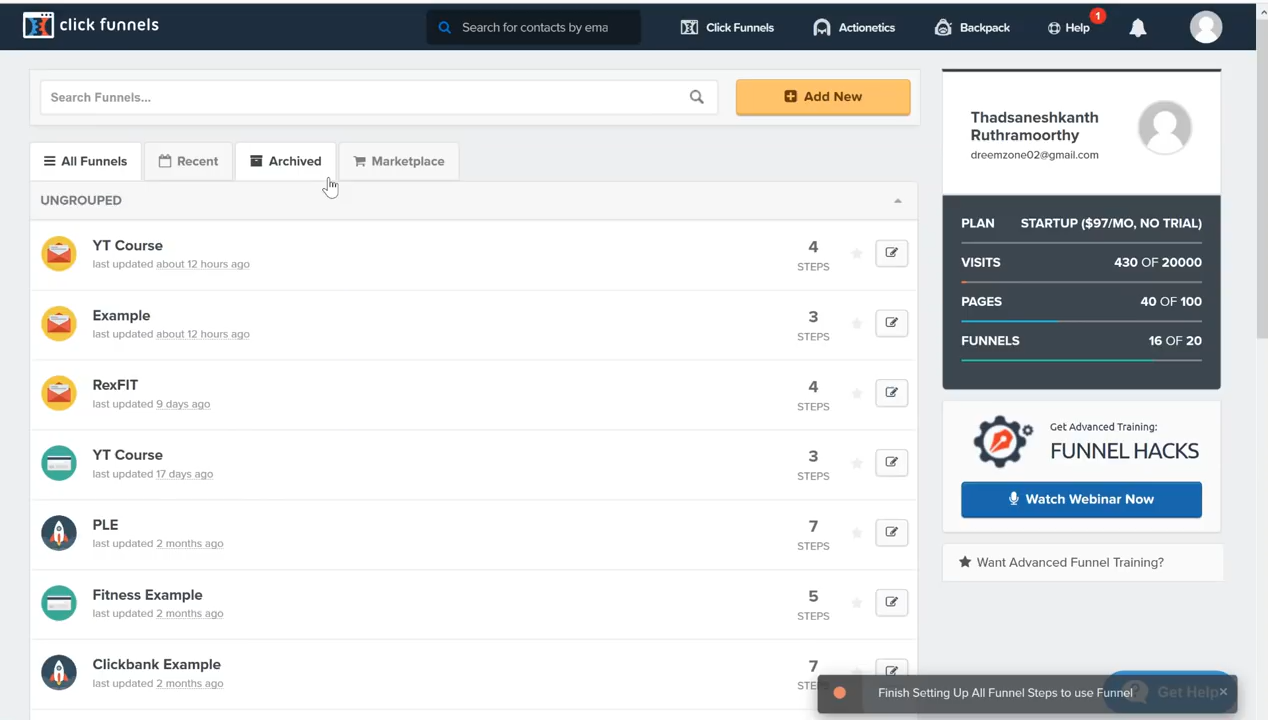 click funnels
Search for contacts by ema
Click Funnels
Actionetics
Backpack
Help
1
Search Funnels...
Add New
All Funnels
Recent
Archived
Marketplace
UNGROUPED
YT Course
last updated about 12 hours ago
4
STEPS
Example
last updated about 12 hours ago
3
STEPS
RexFIT
last updated 9 days ago
4
STEPS
YT Course
last updated 17 days ago
3
STEPS
PLE
last updated 2 months ago
7
STEPS
Fitness Example
last updated 2 months ago
5
STEPS
Clickbank Example
last updated 2 months ago
7
STEPS
Thadsaneshkanth
Ruthramoorthy
dreemzone02@gmail.com
PLAN STARTUP ($97/MO, NO TRIAL)
VISITS 430 OF 20000
PAGES 40 OF 100
FUNNELS 16 OF 20
Get Advanced Training:
FUNNEL HACKS
Watch Webinar Now
Want Advanced Funnel Training?
Finish Setting Up All Funnel Steps to use Funnel
Get Help